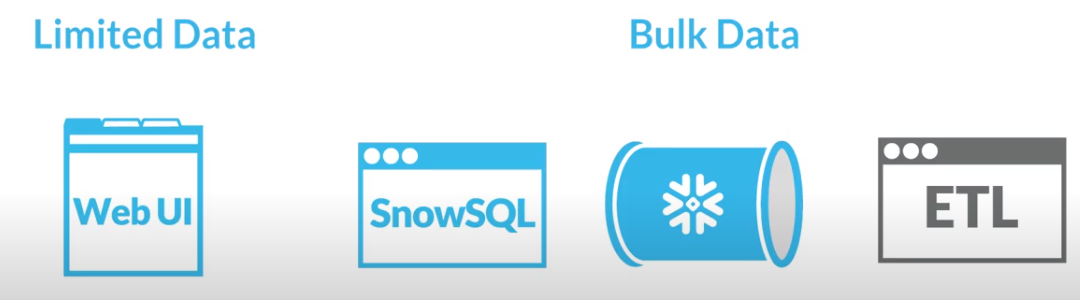 Limited Data
Bulk Data
Web UI
SnowSQL
ETL